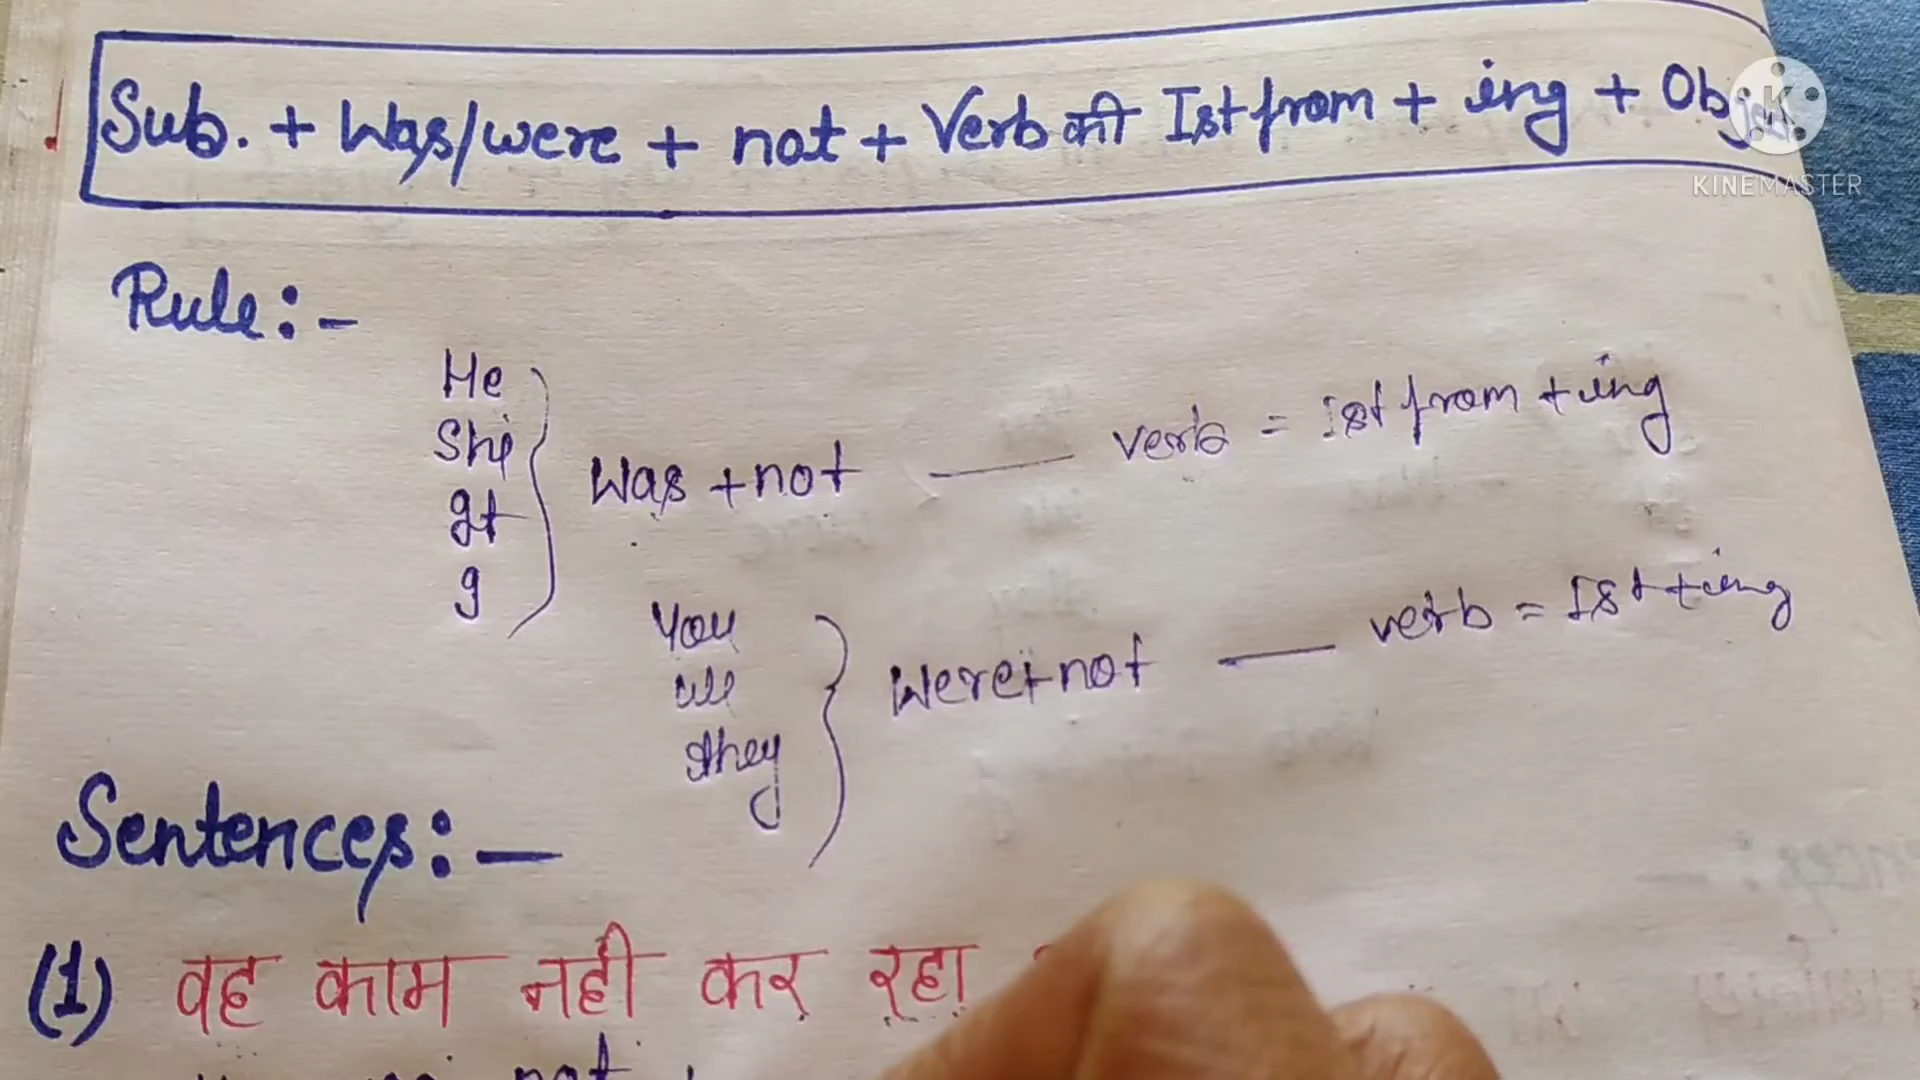 Sub. + Was/were + not + Verb की Ist from + ing + Obj
KINEMASTER
Rule:-
He
She
It
I
Was + not — verb = Ist from + ing
You
We
they
Were + not — verb = Ist + ing
Sentences:-
(1) वह काम नही कर रहा
not